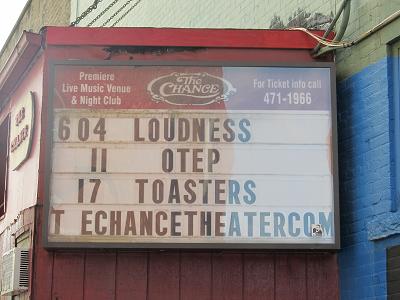 Premiere
Live Music Venue
& Night Club
The
CHANCE
For Ticket info call
471-1966
6 04 LOUDNESS
11 OTEP
17 TOASTERS
T ECHANCETHEATERCOM